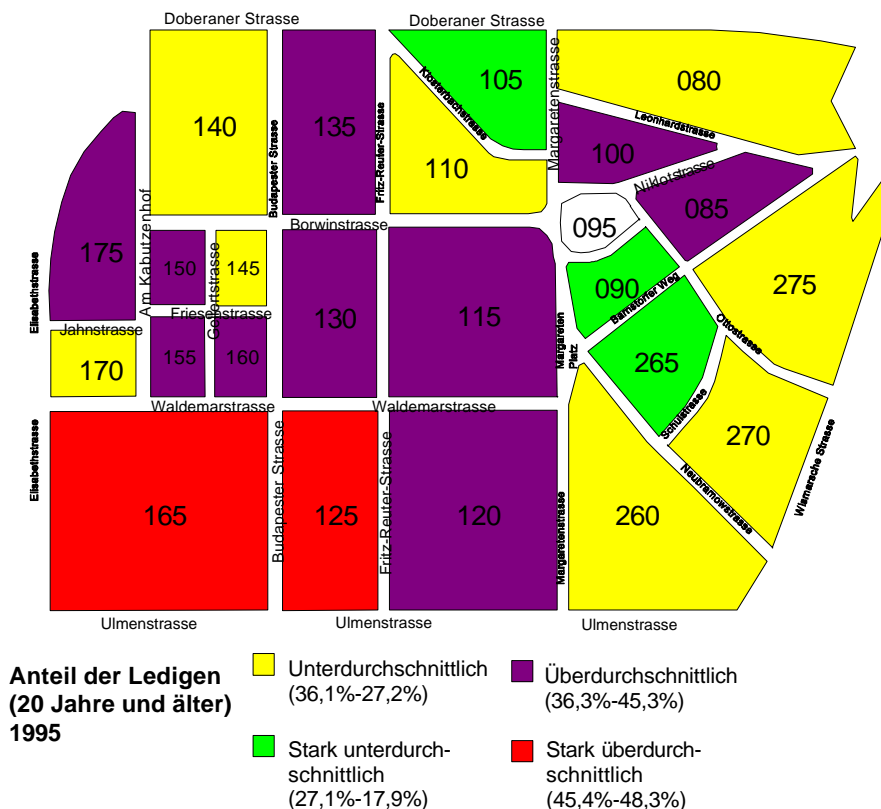 Doberaner Strasse
Doberaner Strasse
140
135
105
080
Klosterbachstrasse
Margaretenstrasse
Leonhardstrasse
Budapester Strasse
Fritz-Reuter-Strasse
110
100
Niklotstrasse
085
175
Am Kabutzenhof
Borwinstrasse
095
150
145
Gellertstrasse
Friesenstrasse
090
Barnstorfer Weg
275
Elisabethstrasse
Jahnstrasse
130
115
Margareten
Platz
Ottostrasse
170
155
160
265
Schulstrasse
Waldemarstrasse
Waldemarstrasse
270
Wismarsche Strasse
Elisabethstrasse
165
Budapester Strasse
125
Fritz-Reuter-Strasse
120
Margaretenstrasse
260
Neubramowstrasse
Ulmenstrasse
Ulmenstrasse
Ulmenstrasse
Anteil der Ledigen
(20 Jahre und älter)
1995
Unterdurchschnittlich
(36,1%-27,2%)
Überdurchschnittlich
(36,3%-45,3%)
Stark unterdurch-
schnittlich
(27,1%-17,9%)
Stark überdurch-
schnittlich
(45,4%-48,3%)